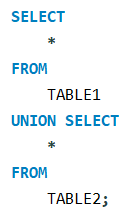 SELECT
    *
FROM
    TABLE1
UNION SELECT
    *
FROM
    TABLE2;